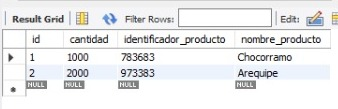 Result Grid Filter Rows: Edit:
id cantidad identificador_producto nombre_producto
1 1000 783683 Chocorramo
2 2000 973383 Arequipe
NULL NULL NULL NULL